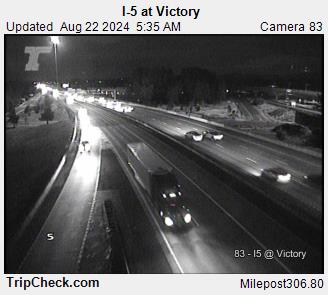 I-5 at Victory
Updated Aug 22 2024 5:35 AM Camera 83
T
S
83 - I5 @ Victory
TripCheck.com Milepost306.80